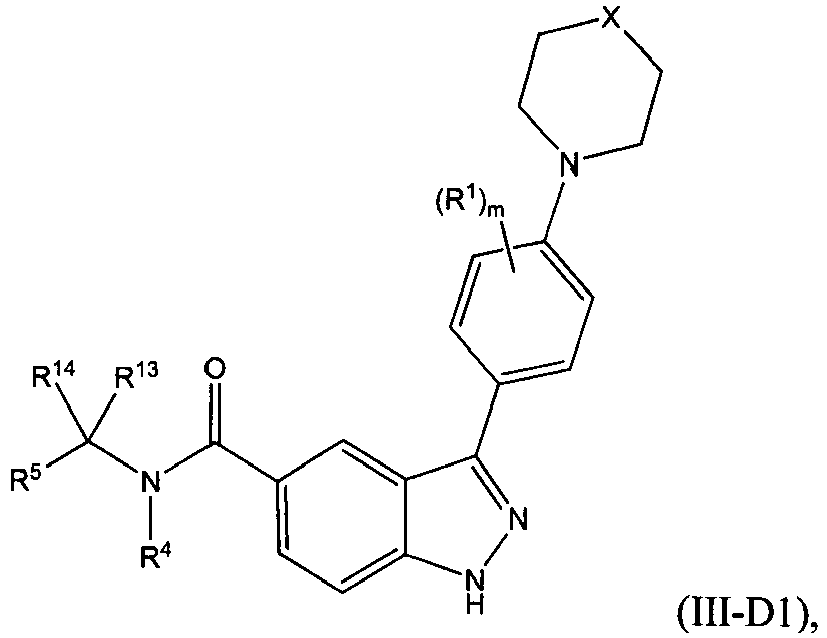 X
N
(R¹)ₘ
R¹⁴ R¹³ O
R⁵ N
R⁴
N
N
H
(III-D1),